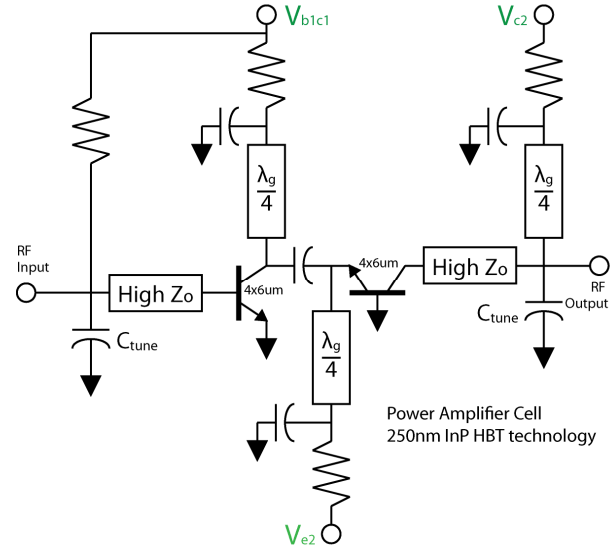 Vb1c1
Vc2
λg
4
λg
4
RF
Input
High Zo
4x6um
4x6um
High Zo
RF
Output
Ctune
Ctune
λg
4
Power Amplifier Cell
250nm InP HBT technology
Ve2